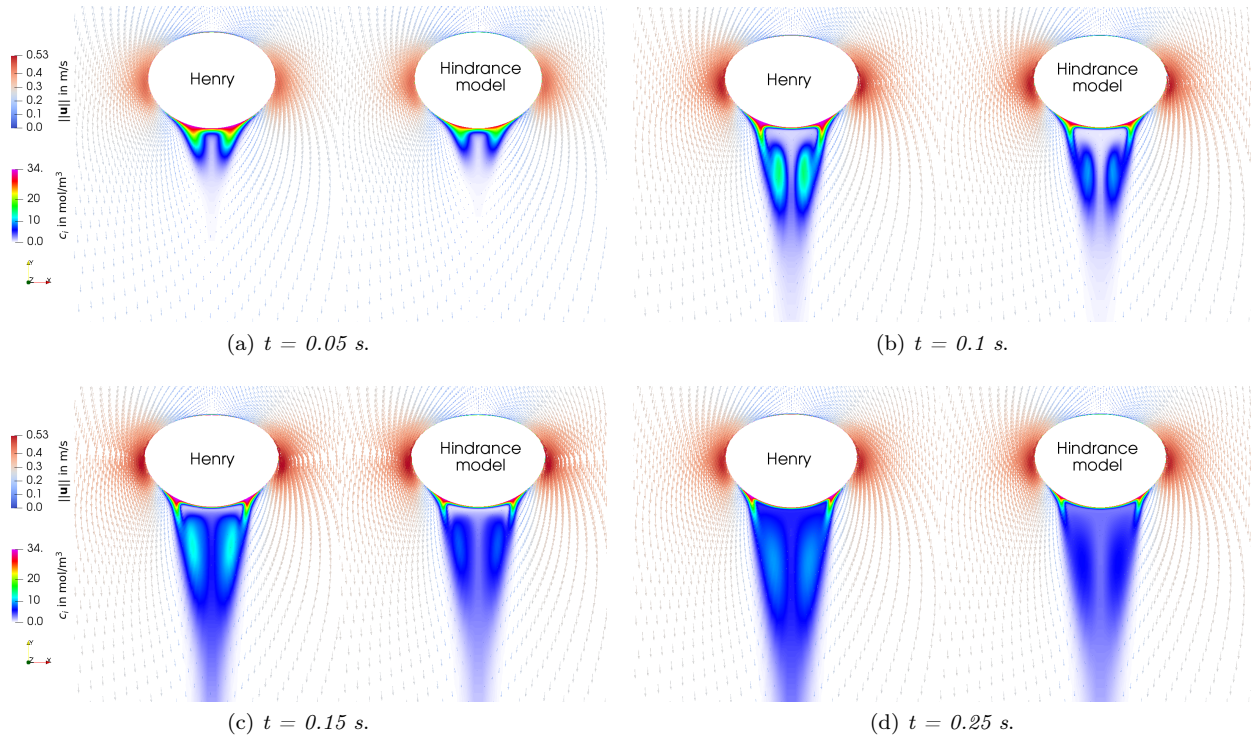 0.53
0.4
0.3
0.2
0.1
0.0
||u|| in m/s
34.
20
10
0.0
cᵢ in mol/m³
Y
Z
X
Henry
Hindrance
model
Henry
Hindrance
model
(a) t = 0.05 s.
(b) t = 0.1 s.
0.53
0.4
0.3
0.2
0.1
0.0
||u|| in m/s
34.
20
10
0.0
cᵢ in mol/m³
Y
Z
X
Henry
Hindrance
model
Henry
Hindrance
model
(c) t = 0.15 s.
(d) t = 0.25 s.